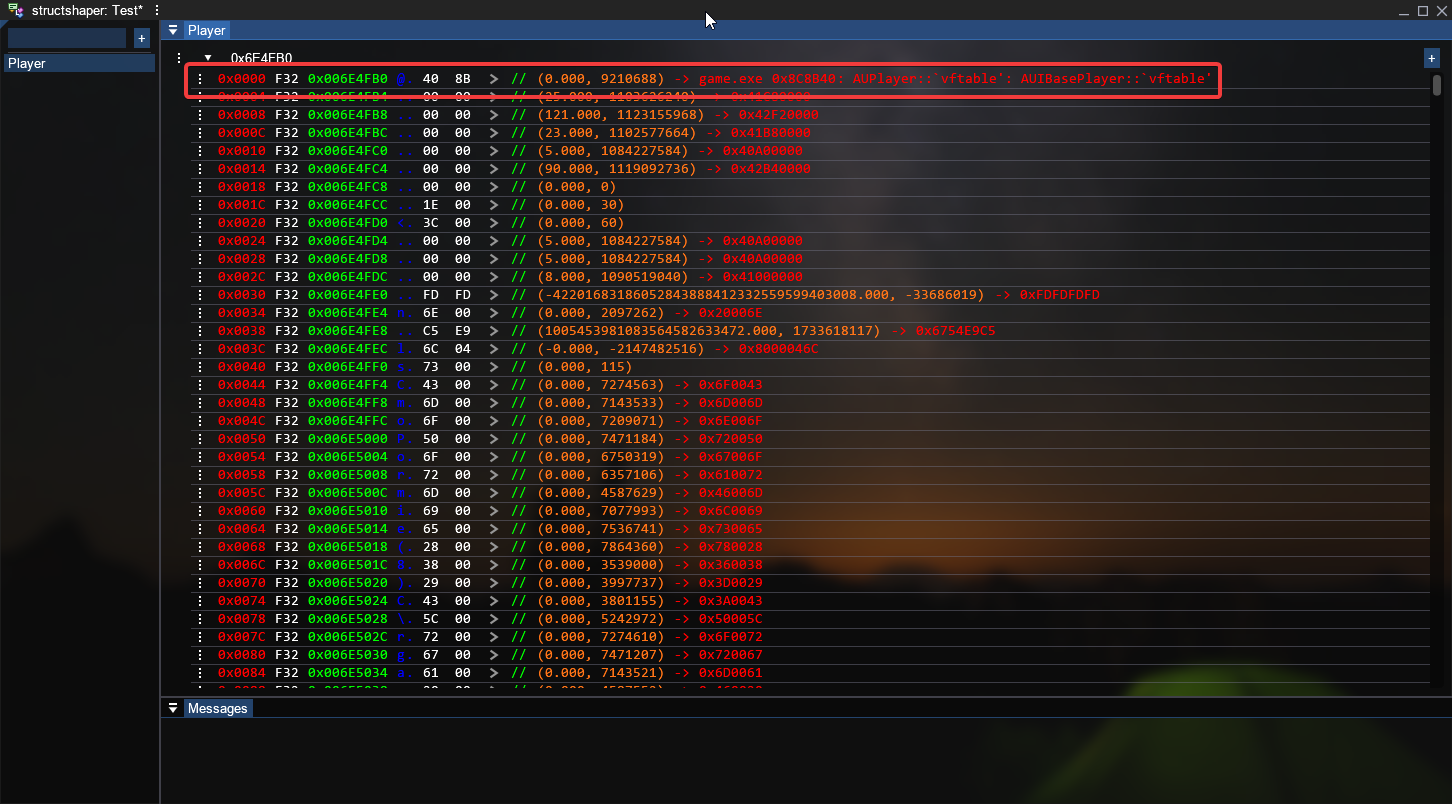 structshaper: Test*
+
Player
Player
0x6E4FB0
+
0x0000 F32 0x006E4FB0 40 8B > // (0.000, 9210688) -> game.exe 0x8C8B40: AUPlayer::`vftable': AUIBasePlayer::`vftable'
0x0008 F32 0x006E4FB8 .. 00 00 > // (121.000, 1123155968) -> 0x42F20000
0x000C F32 0x006E4FBC .. 00 00 > // (23.000, 1102577664) -> 0x41B80000
0x0010 F32 0x006E4FC0 .. 00 00 > // (5.000, 1084227584) -> 0x40A00000
0x0014 F32 0x006E4FC4 .. 00 00 > // (90.000, 1119092736) -> 0x42B40000
0x0018 F32 0x006E4FC8 .. 00 00 > // (0.000, 0)
0x001C F32 0x006E4FCC .. 1E 00 > // (0.000, 30)
0x0020 F32 0x006E4FD0 <. 3C 00 > // (0.000, 60)
0x0024 F32 0x006E4FD4 .. 00 00 > // (5.000, 1084227584) -> 0x40A00000
0x0028 F32 0x006E4FD8 .. 00 00 > // (5.000, 1084227584) -> 0x40A00000
0x002C F32 0x006E4FDC .. 00 00 > // (8.000, 1090519040) -> 0x41000000
0x0030 F32 0x006E4FE0 .. FD FD > // (-42201683186052843888412332559599403008.000, -33686019) -> 0xFDFDFDFD
0x0034 F32 0x006E4FE4 n. 6E 00 > // (0.000, 2097262) -> 0x20006E
0x0038 F32 0x006E4FE8 .. C5 E9 > // (1005453981083564582633472.000, 1733618117) -> 0x6754E9C5
0x003C F32 0x006E4FEC l. 6C 04 > // (-0.000, -2147482516) -> 0x8000046C
0x0040 F32 0x006E4FF0 s. 73 00 > // (0.000, 115)
0x0044 F32 0x006E4FF4 C. 43 00 > // (0.000, 7274563) -> 0x6F0043
0x0048 F32 0x006E4FF8 m. 6D 00 > // (0.000, 7143533) -> 0x6D006D
0x004C F32 0x006E4FFC o. 6F 00 > // (0.000, 7209071) -> 0x6E006F
0x0050 F32 0x006E5000 P. 50 00 > // (0.000, 7471184) -> 0x720050
0x0054 F32 0x006E5004 o. 6F 00 > // (0.000, 6750319) -> 0x67006F
0x0058 F32 0x006E5008 r. 72 00 > // (0.000, 6357106) -> 0x610072
0x005C F32 0x006E500C m. 6D 00 > // (0.000, 4587629) -> 0x46006D
0x0060 F32 0x006E5010 i. 69 00 > // (0.000, 7077993) -> 0x6C0069
0x0064 F32 0x006E5014 e. 65 00 > // (0.000, 7536741) -> 0x730065
0x0068 F32 0x006E5018 (. 28 00 > // (0.000, 7864360) -> 0x780028
0x006C F32 0x006E501C 8. 38 00 > // (0.000, 3539000) -> 0x360038
0x0070 F32 0x006E5020 ). 29 00 > // (0.000, 3997737) -> 0x3D0029
0x0074 F32 0x006E5024 C. 43 00 > // (0.000, 3801155) -> 0x3A0043
0x0078 F32 0x006E5028 \. 5C 00 > // (0.000, 5242972) -> 0x50005C
0x007C F32 0x006E502C r. 72 00 > // (0.000, 7274610) -> 0x6F0072
0x0080 F32 0x006E5030 g. 67 00 > // (0.000, 7471207) -> 0x720067
0x0084 F32 0x006E5034 a. 61 00 > // (0.000, 7143521) -> 0x6D0061
Messages